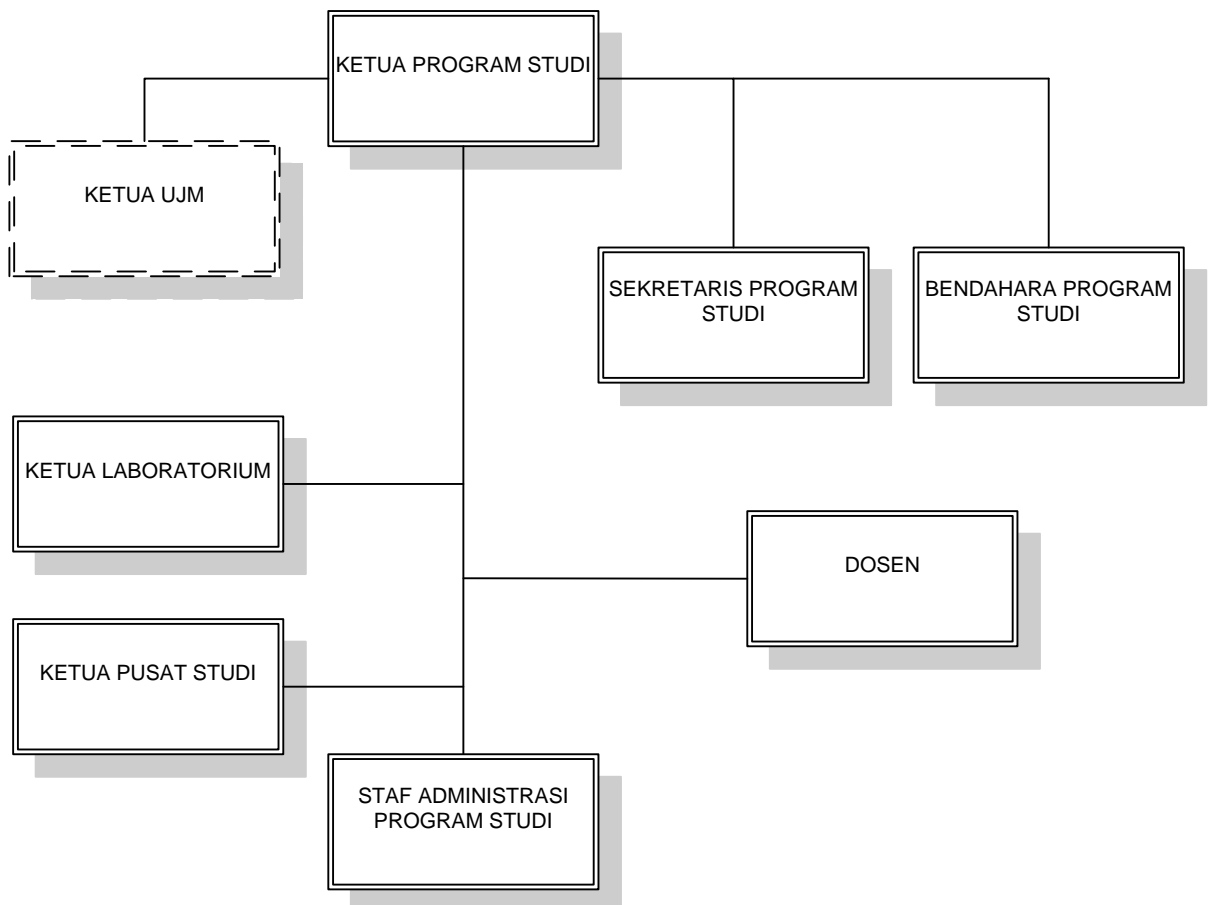 KETUA PROGRAM STUDI
KETUA UJM
SEKRETARIS PROGRAM
STUDI
BENDAHARA PROGRAM
STUDI
KETUA LABORATORIUM
DOSEN
KETUA PUSAT STUDI
STAF ADMINISTRASI
PROGRAM STUDI